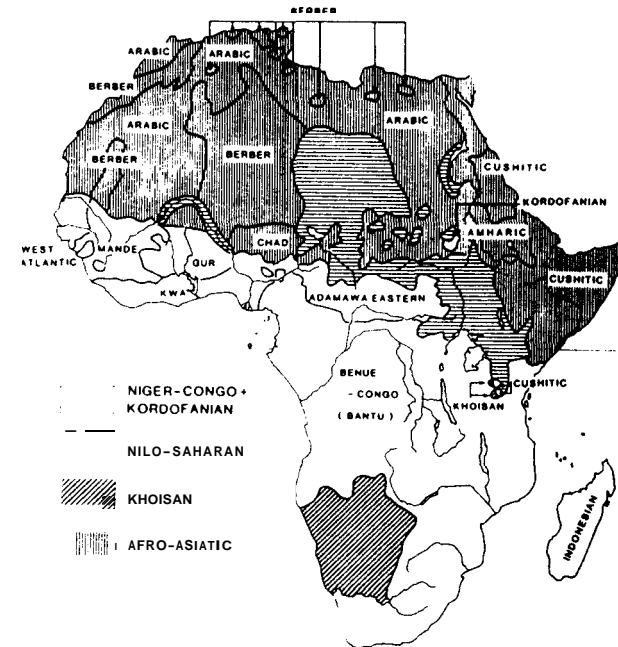 BERBER
ARABIC
ARABIC
BERBER
ARABIC
ARABIC
BERBER
BERBER
CUSHITIC
KORDOFANIAN
AMHARIC
CHAD
WEST
ATLANTIC
MANDE
GUR
KWA
ADAMAWA EASTERN
CUSHITIC
BENUE
- CONGO
( BANTU )
CUSHITIC
KHOISAN
NIGER-CONGO +
KORDOFANIAN
NILO-SAHARAN
KHOISAN
AFRO-ASIATIC
INDONESIAN